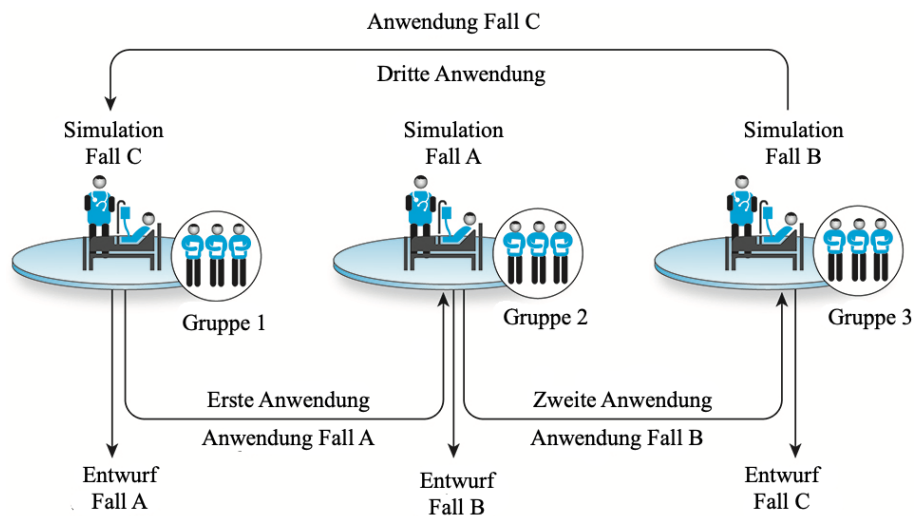 Anwendung Fall C
Dritte Anwendung
Simulation
Fall C
Simulation
Fall A
Simulation
Fall B
Gruppe 1
Gruppe 2
Gruppe 3
Erste Anwendung
Anwendung Fall A
Zweite Anwendung
Anwendung Fall B
Entwurf
Fall A
Entwurf
Fall B
Entwurf
Fall C